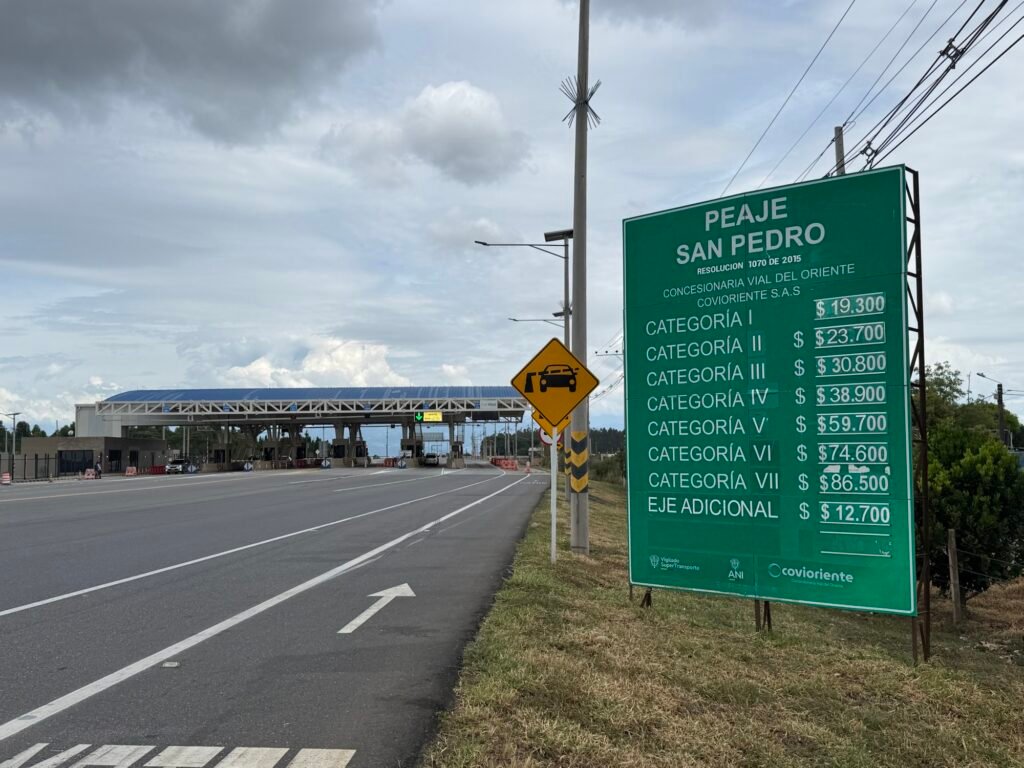 PEAJE
SAN PEDRO
RESOLUCION 1070 DE 2015
CONCESIONARIA VIAL DEL ORIENTE
COVIORIENTE S.A.S
CATEGORÍA I $ 19.300
CATEGORÍA II $ $ 23.700
CATEGORÍA III $ $ 30.800
CATEGORÍA IV $ $ 38.900
CATEGORÍA V $ $ 59.700
CATEGORÍA VI $ $ 74.600
CATEGORÍA VII $ $ 86.500
EJE ADICIONAL $ $ 12.700
Vigilado
SuperTransporte
ANI
covioriente